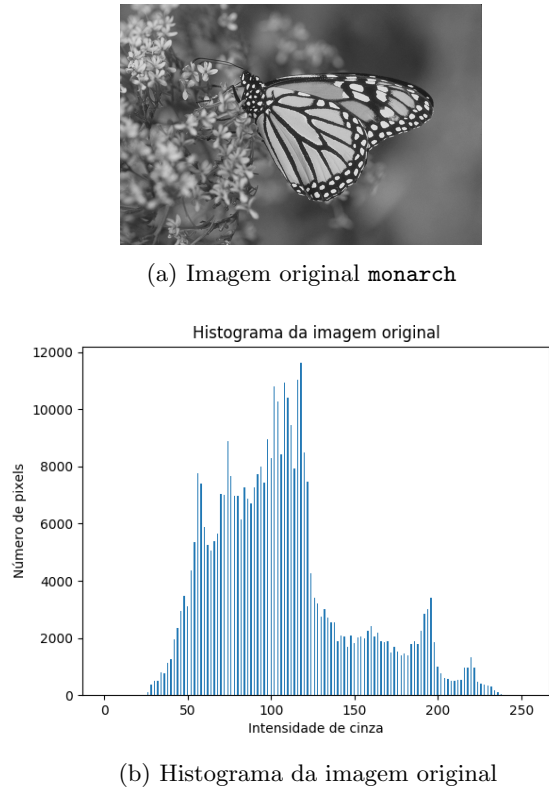 (a) Imagem original monarch
Histograma da imagem original
12000
10000
8000
6000
4000
2000
0
Número de pixels
0 50 100 150 200 250
Intensidade de cinza
(b) Histograma da imagem original